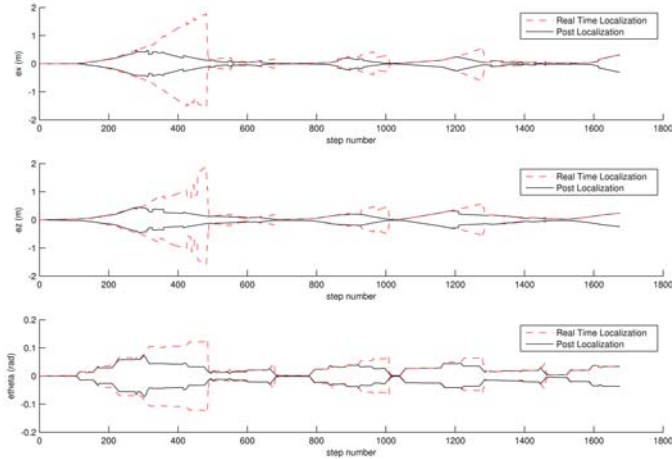 2
1
0
-1
-2
ex (m)
0 200 400 600 800 1000 1200 1400 1600 1800
step number
Real Time Localization
Post Localization
2
1
0
-1
-2
ez (m)
0 200 400 600 800 1000 1200 1400 1600 1800
step number
Real Time Localization
Post Localization
0.2
0.1
0
-0.1
-0.2
etheta (rad)
0 200 400 600 800 1000 1200 1400 1600 1800
step number
Real Time Localization
Post Localization